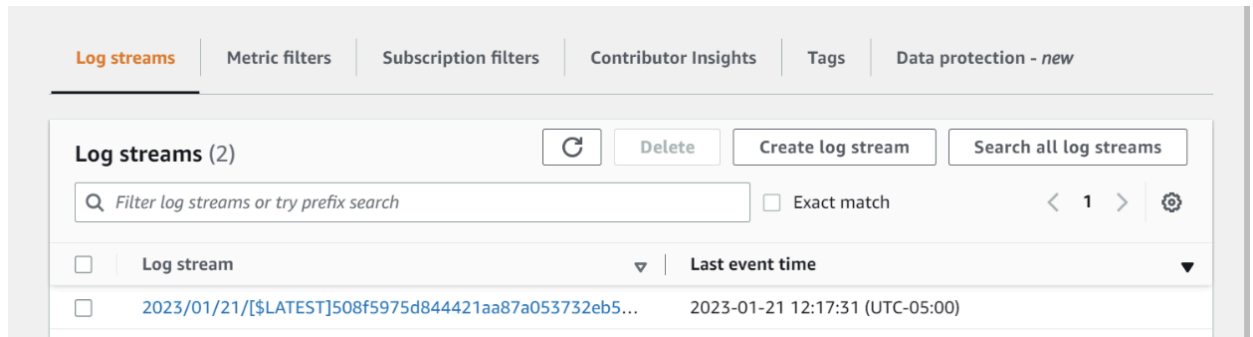 Log streams Metric filters Subscription filters Contributor Insights Tags Data protection - new
Log streams (2) Delete Create log stream Search all log streams
Filter log streams or try prefix search Exact match 1
Log stream Last event time
2023/01/21/[$LATEST]508f5975d844421aa87a053732eb5... 2023-01-21 12:17:31 (UTC-05:00)